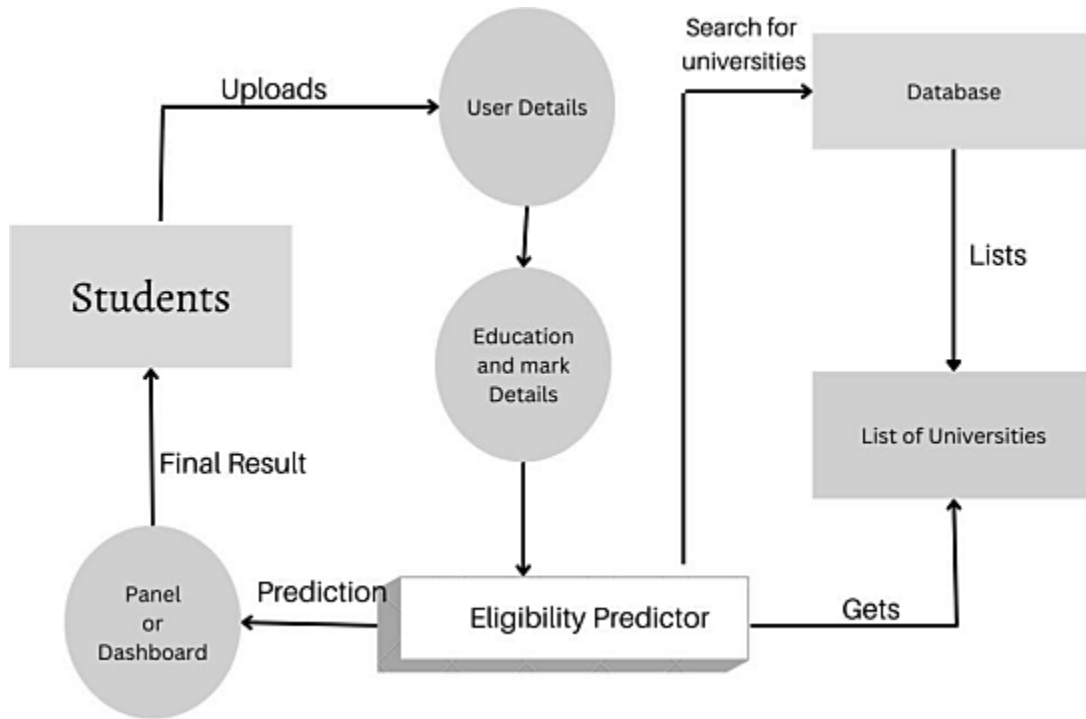 Search for
universities
Uploads
User Details
Database
Students
Lists
Education
and mark
Details
List of Universities
Final Result
Panel
or
Dashboard
Prediction
Eligibility Predictor
Gets